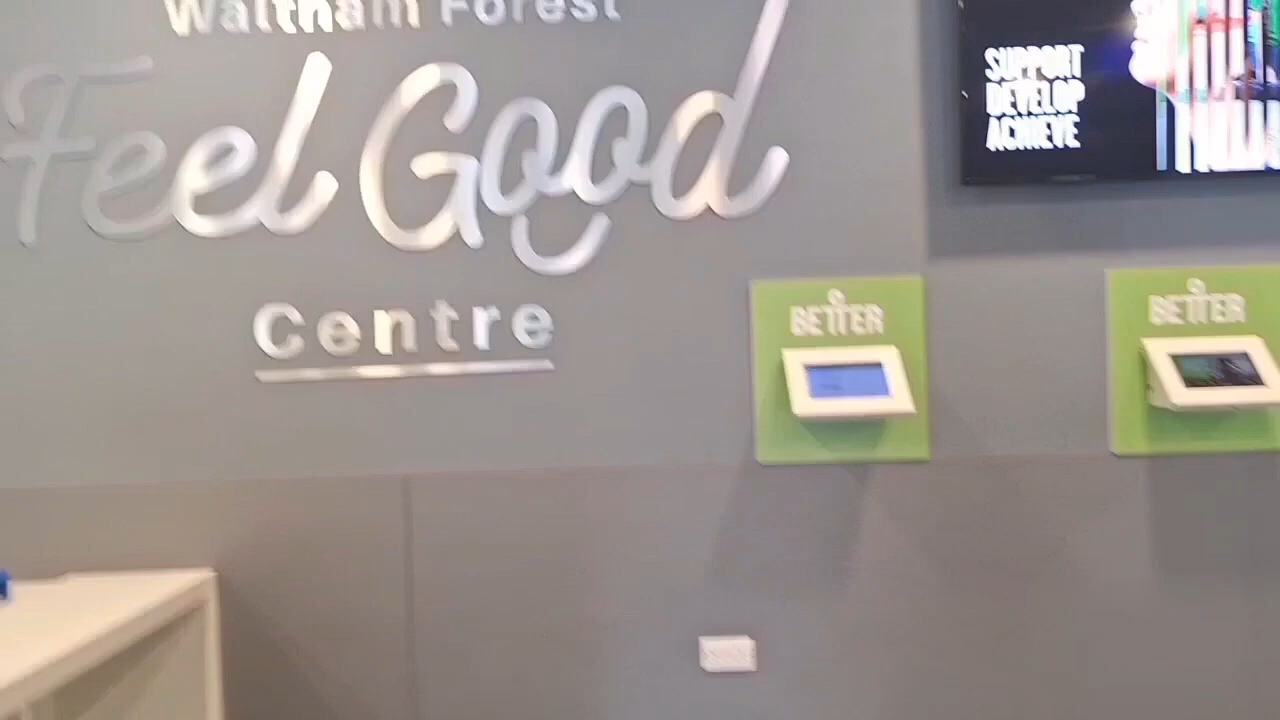 Waltham Forest
Feel Good
Centre
SUPPORT
DEVELOP
ACHIEVE
BETTER
BETTER